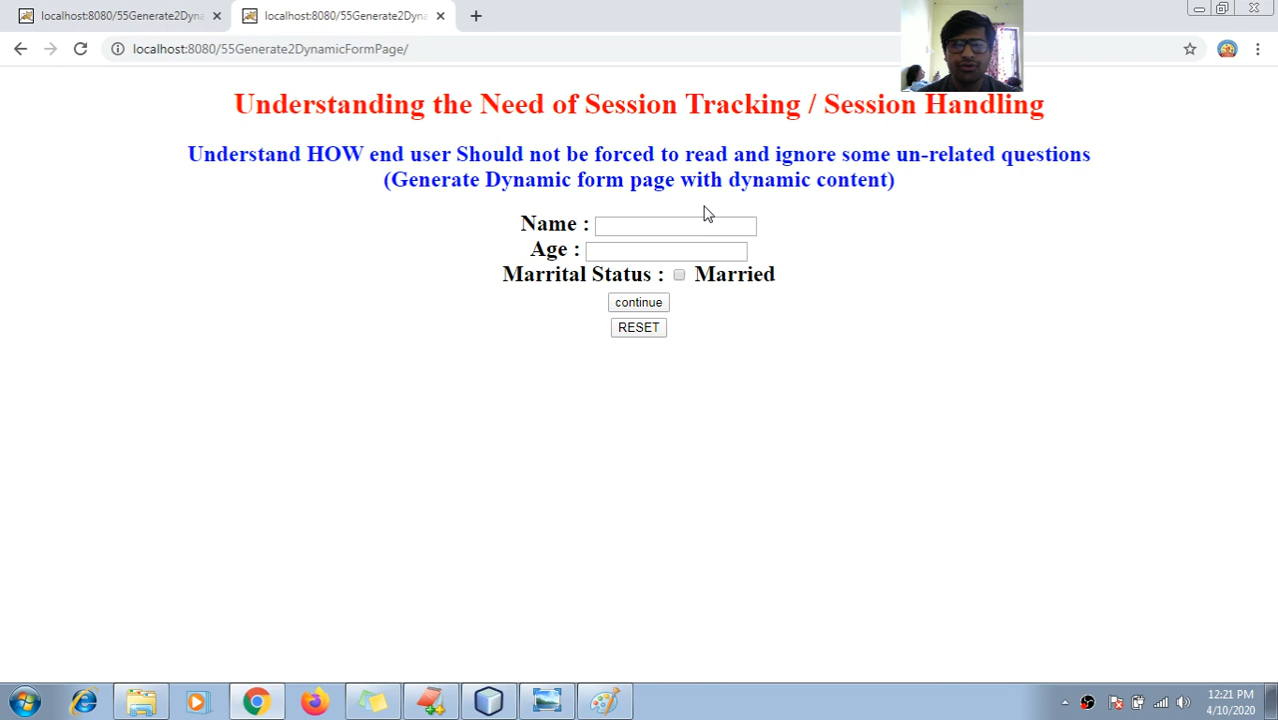 localhost:8080/55Generate2Dyna
localhost:8080/55Generate2Dyna
localhost:8080/55Generate2DynamicFormPage/
Understanding the Need of Session Tracking / Session Handling
Understand HOW end user Should not be forced to read and ignore some un-related questions
(Generate Dynamic form page with dynamic content)
Name :
Age :
Marrital Status : Married
continue
RESET
12:21 PM
4/10/2020